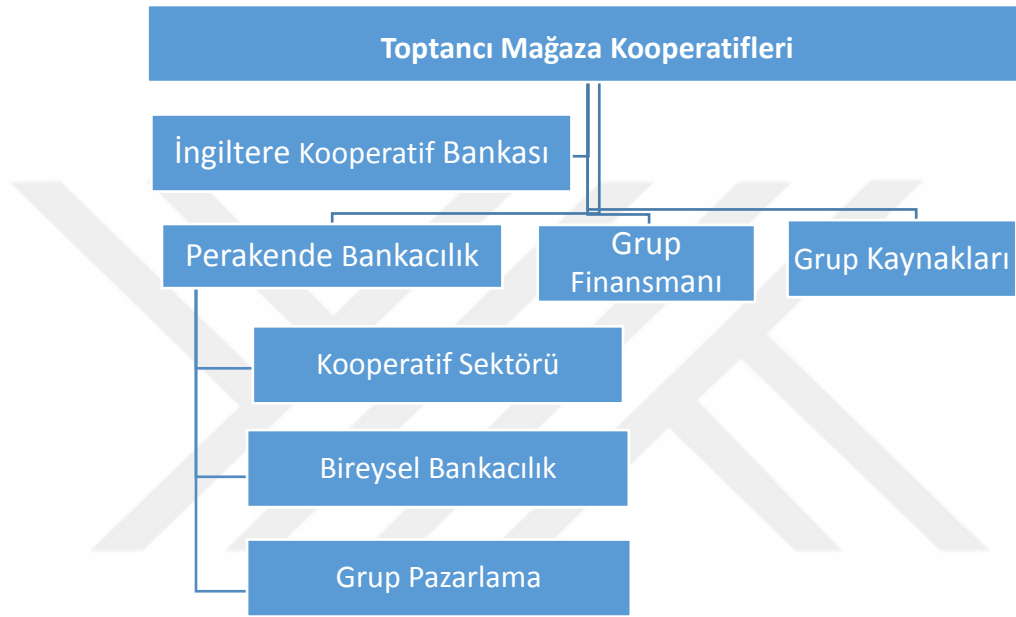 Toptancı Mağaza Kooperatifleri
İngiltere Kooperatif Bankası
Perakende Bankacılık
Grup
Finansmanı
Grup Kaynakları
Kooperatif Sektörü
Bireysel Bankacılık
Grup Pazarlama